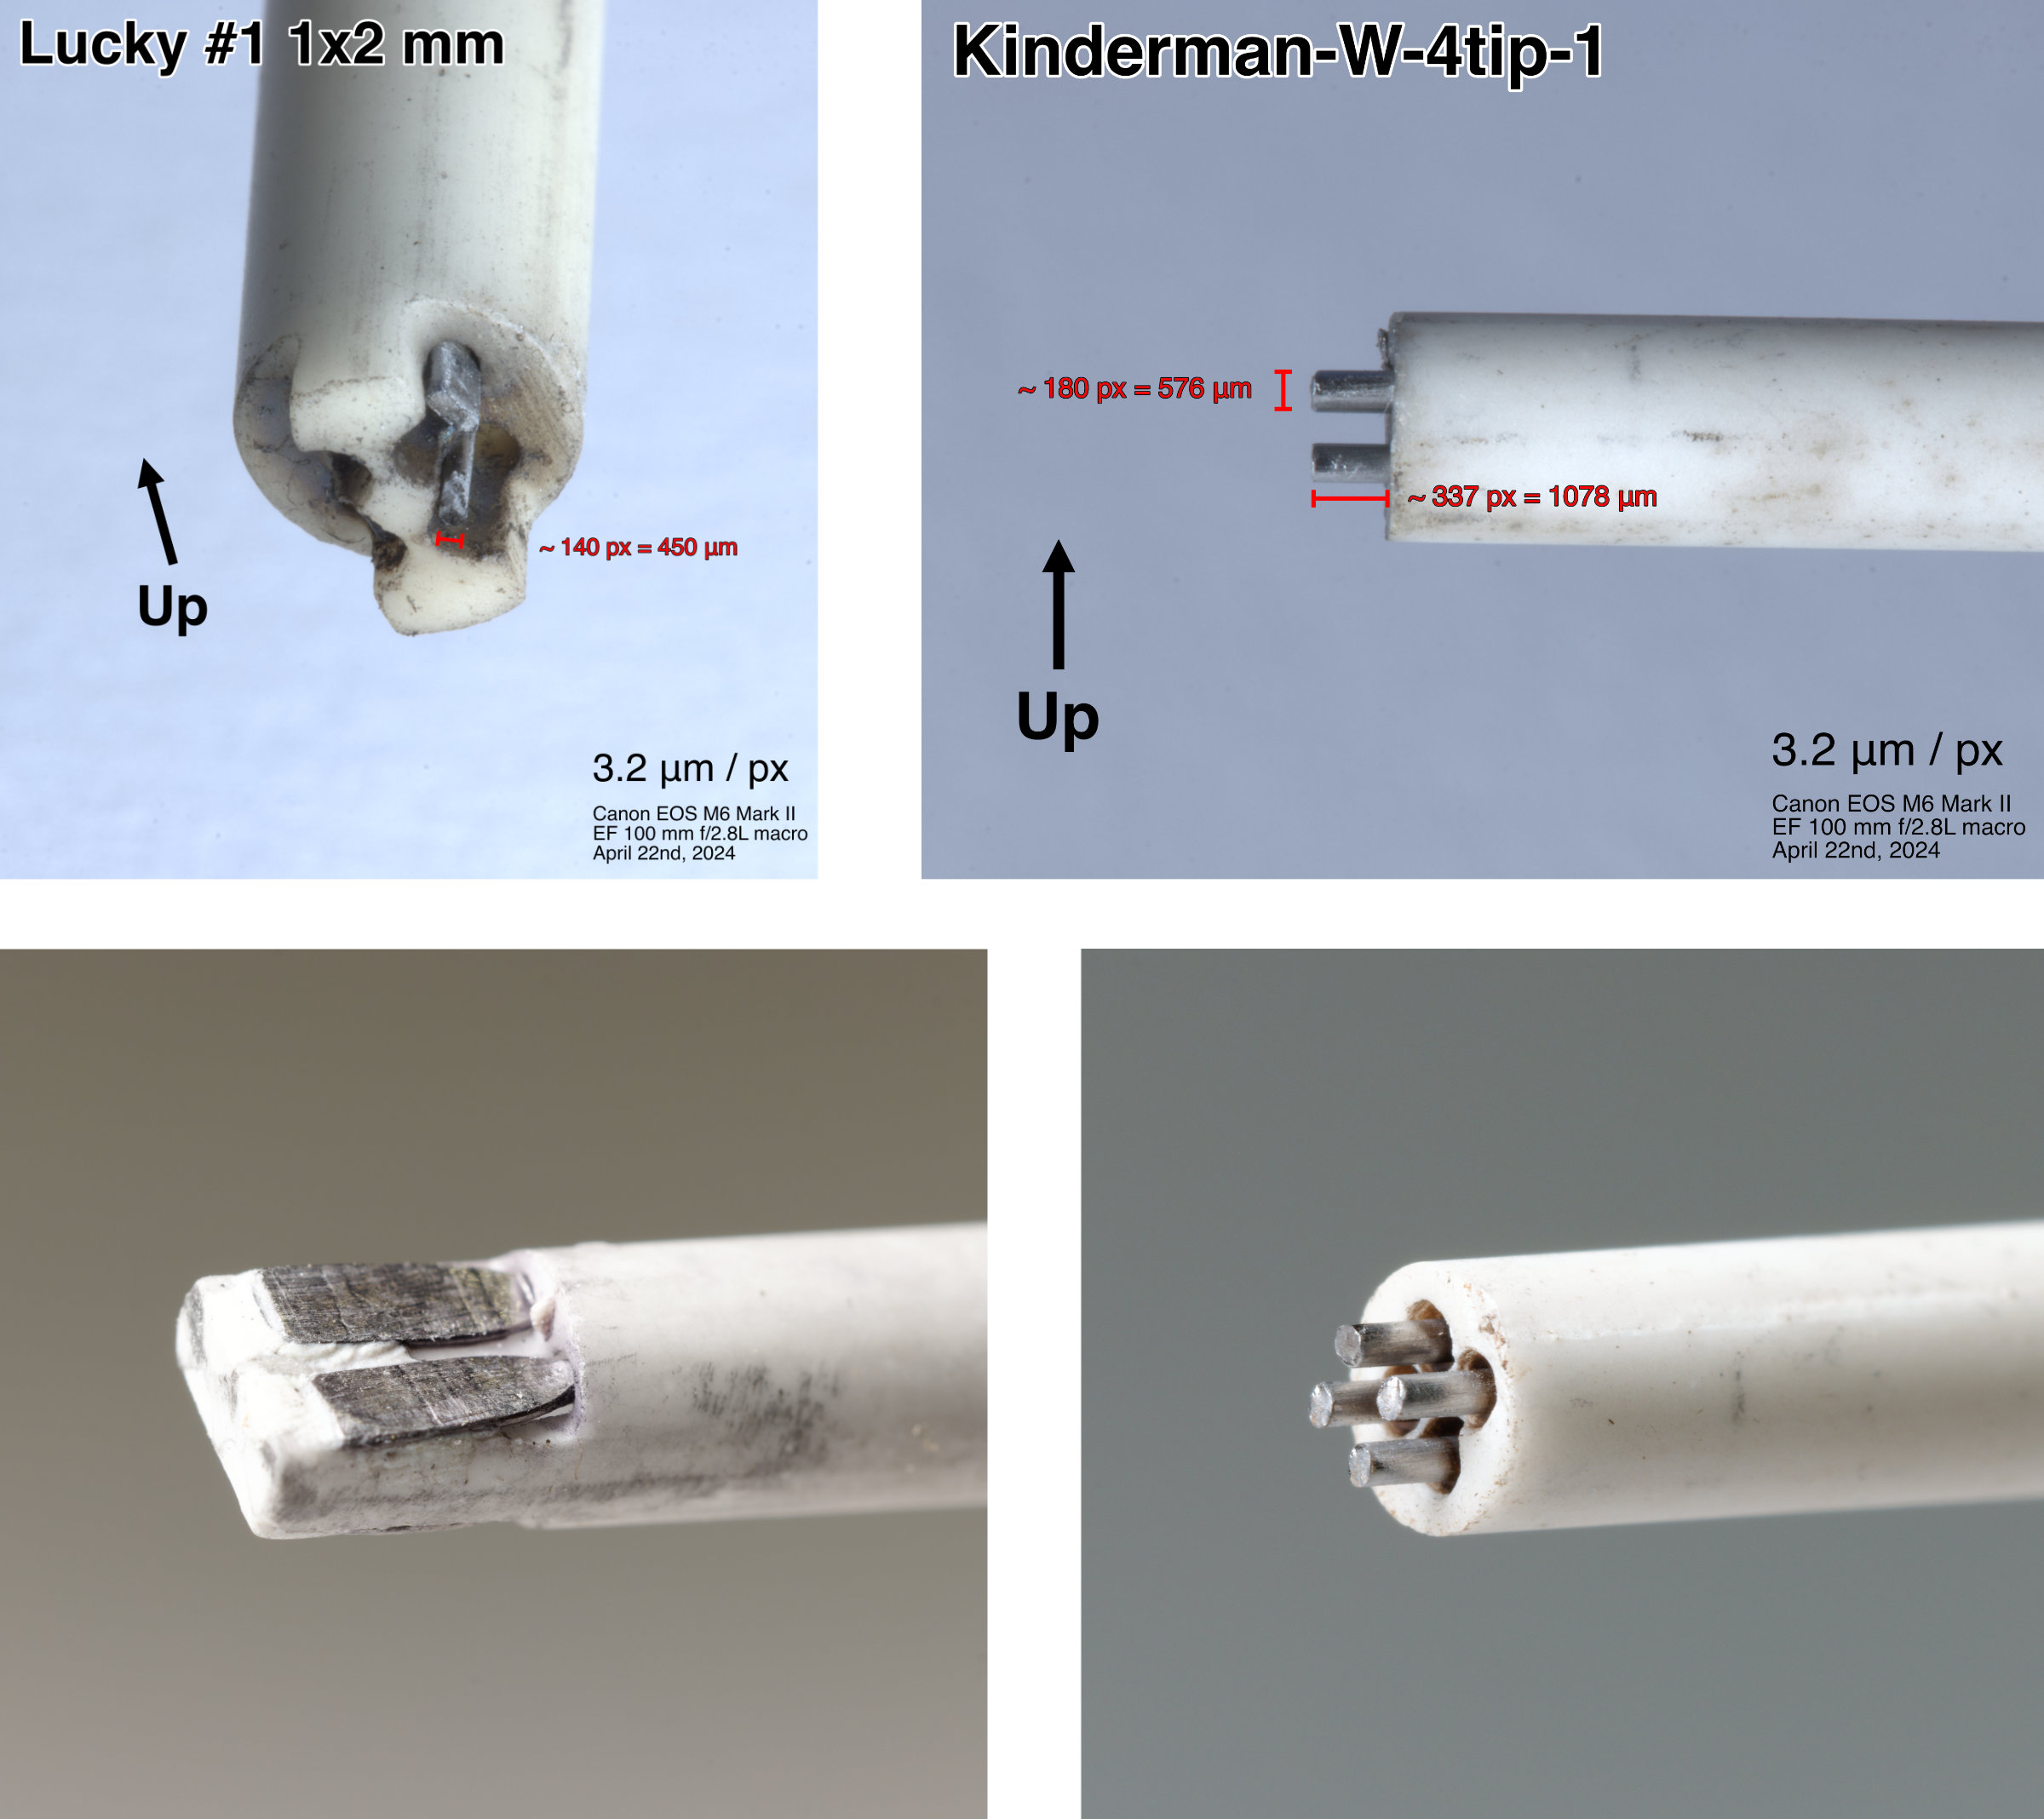 Lucky #1 1x2 mm
~ 140 px = 450 µm
Up
3.2 µm / px
Canon EOS M6 Mark II
EF 100 mm f/2.8L macro
April 22nd, 2024
Kinderman-W-4tip-1
~ 180 px = 576 µm
~ 337 px = 1078 µm
Up
3.2 µm / px
Canon EOS M6 Mark II
EF 100 mm f/2.8L macro
April 22nd, 2024